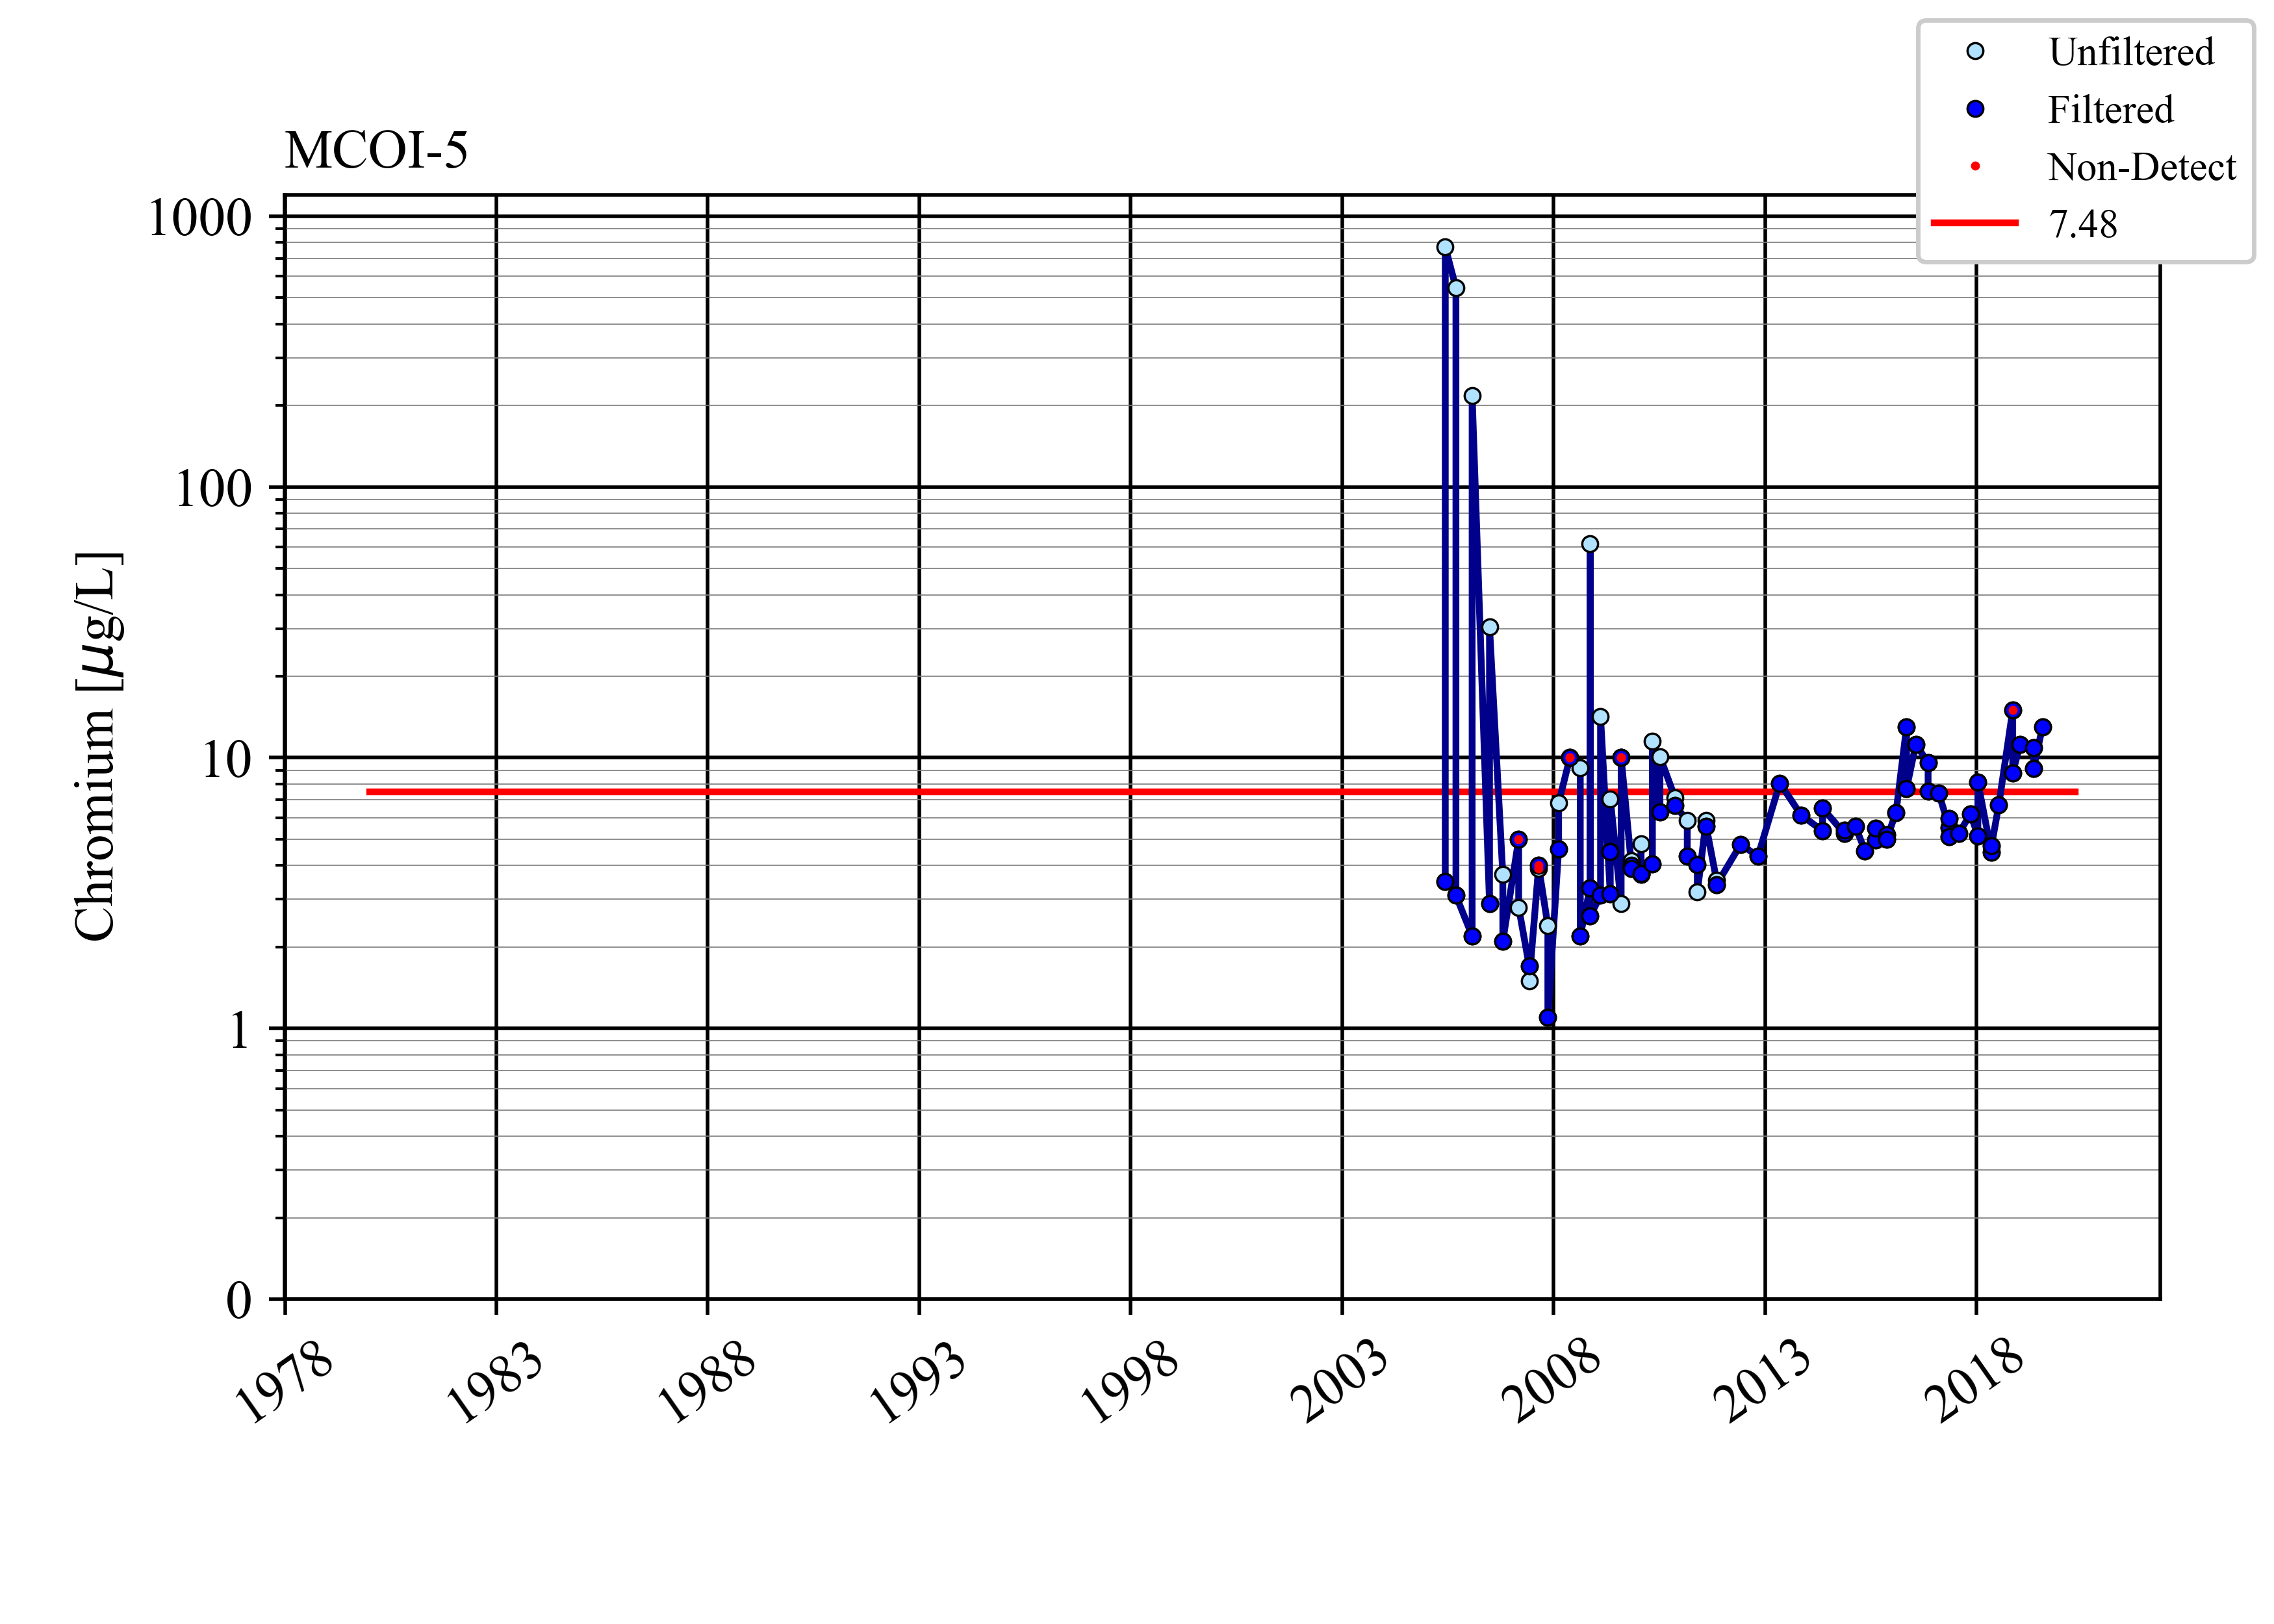 Unfiltered
Filtered
Non-Detect
7.48
MCOI-5
Chromium [μg/L]
1000
100
10
1
0
1978 1983 1988 1993 1998 2003 2008 2013 2018